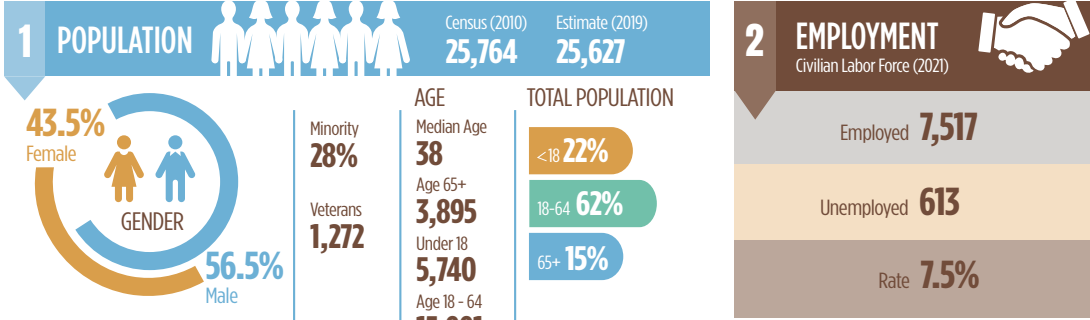 1 POPULATION
Census (2010)
25,764
Estimate (2019)
25,627
43.5%
Female
GENDER
56.5%
Male
Minority
28%
Veterans
1,272
AGE
Median Age
38
Age 65+
3,895
Under 18
5,740
Age 18 - 64
TOTAL POPULATION
<18 22%
18-64 62%
65+ 15%
2 EMPLOYMENT
Civilian Labor Force (2021)
Employed 7,517
Unemployed 613
Rate 7.5%